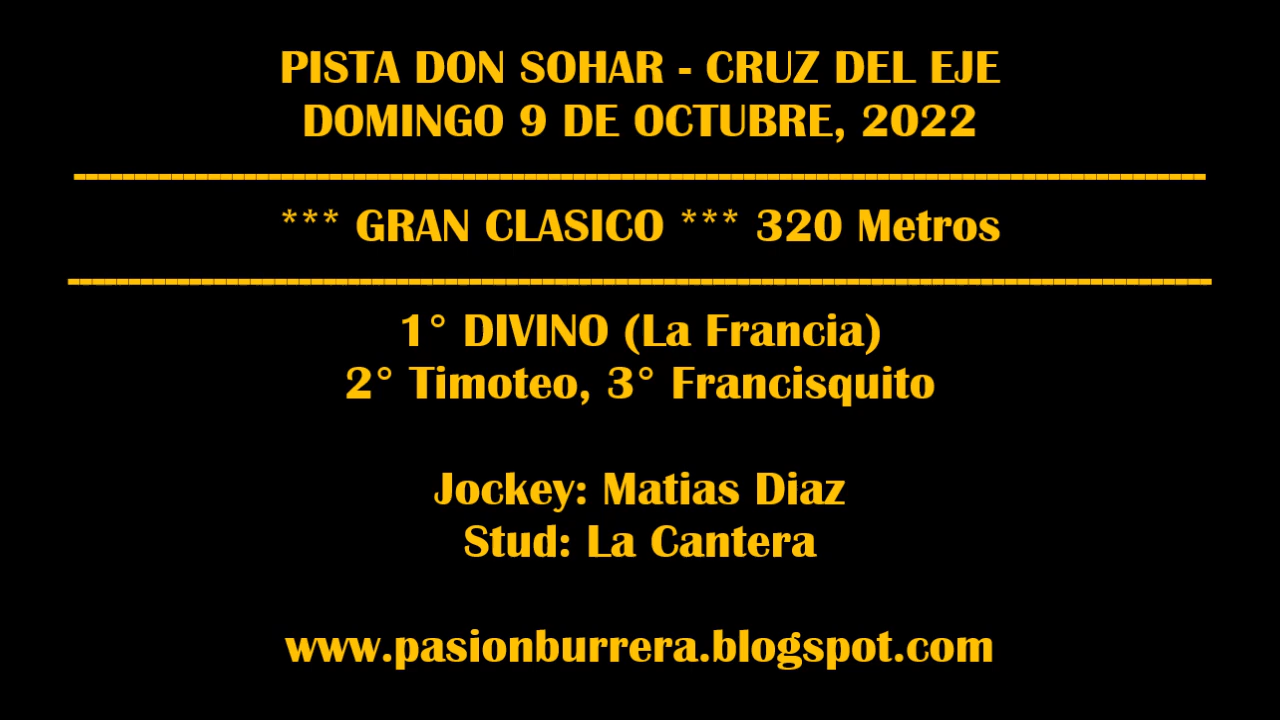 PISTA DON SOHAR - CRUZ DEL EJE
DOMINGO 9 DE OCTUBRE, 2022
*** GRAN CLASICO *** 320 Metros
1° DIVINO (La Francia)
2° Timoteo, 3° Francisquito
Jockey: Matias Diaz
Stud: La Cantera
www.pasionburrera.blogspot.com